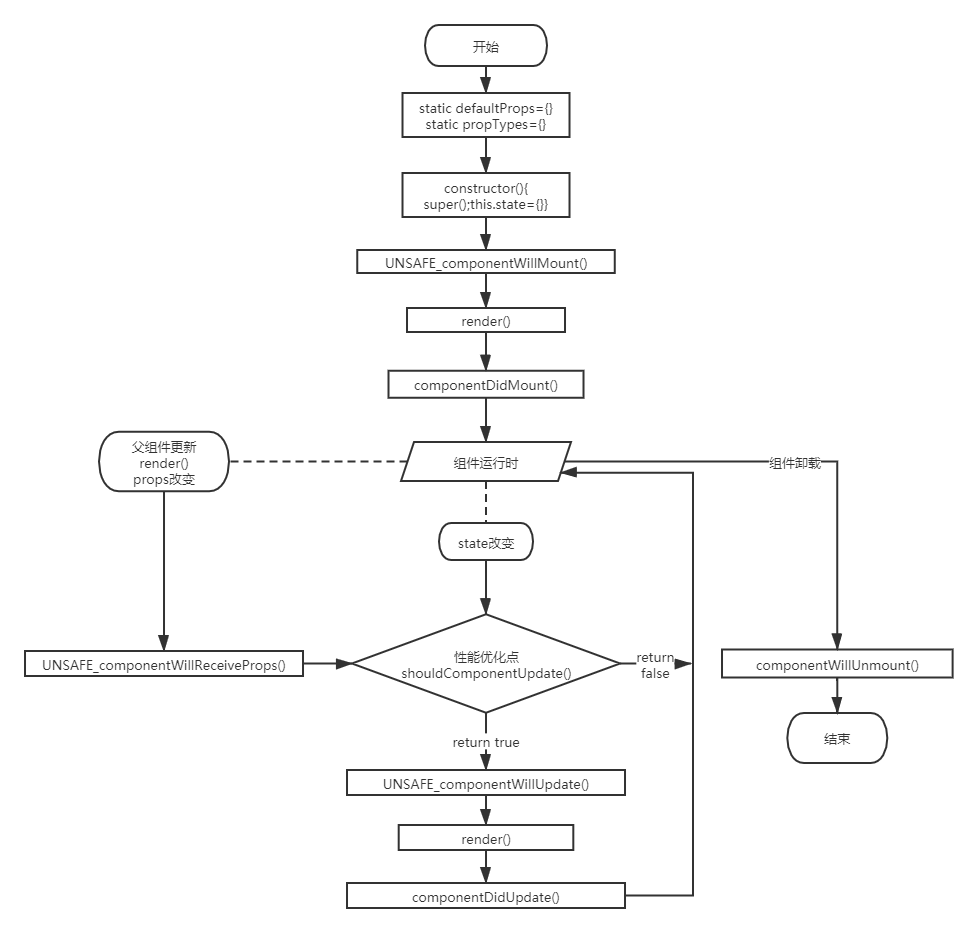 开始
static defaultProps={}
static propTypes={}
constructor(){
super();this.state={}}
UNSAFE_componentWillMount()
render()
componentDidMount()
父组件更新
render()
props改变
组件运行时
组件卸载
state改变
UNSAFE_componentWillReceiveProps()
性能优化点
shouldComponentUpdate()
return
false
componentWillUnmount()
结束
return true
UNSAFE_componentWillUpdate()
render()
componentDidUpdate()